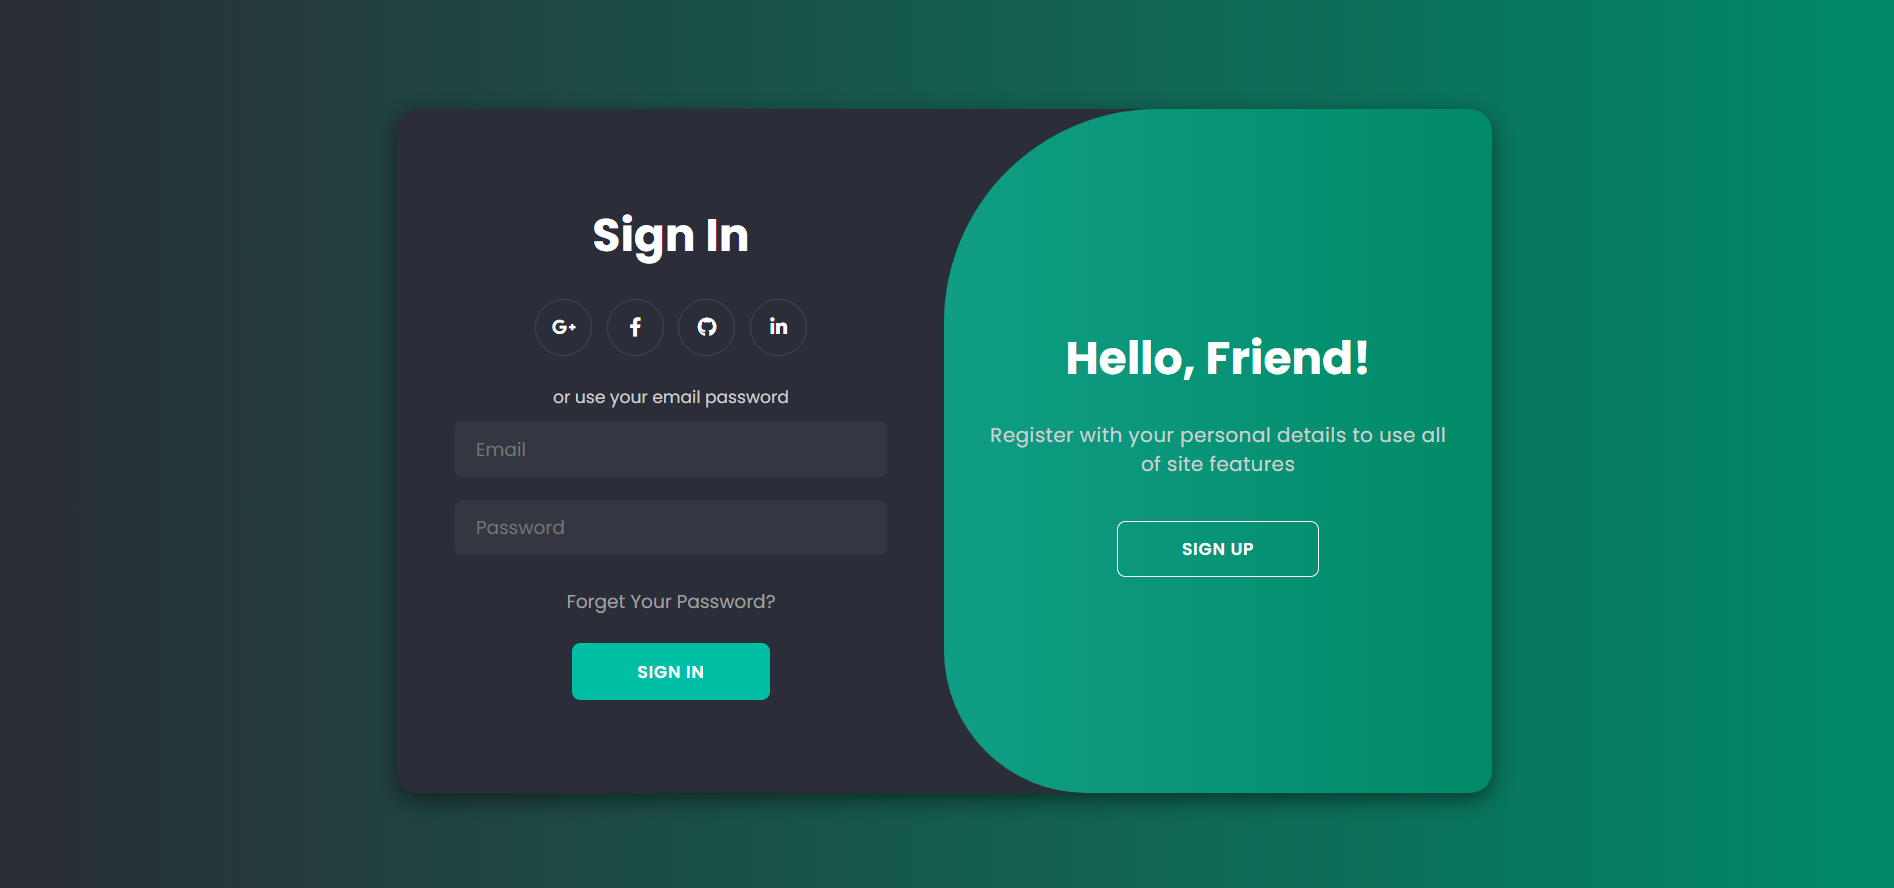 Sign In
G+
f
in
or use your email password
Email
Password
Forget Your Password?
SIGN IN
Hello, Friend!
Register with your personal details to use all
of site features
SIGN UP